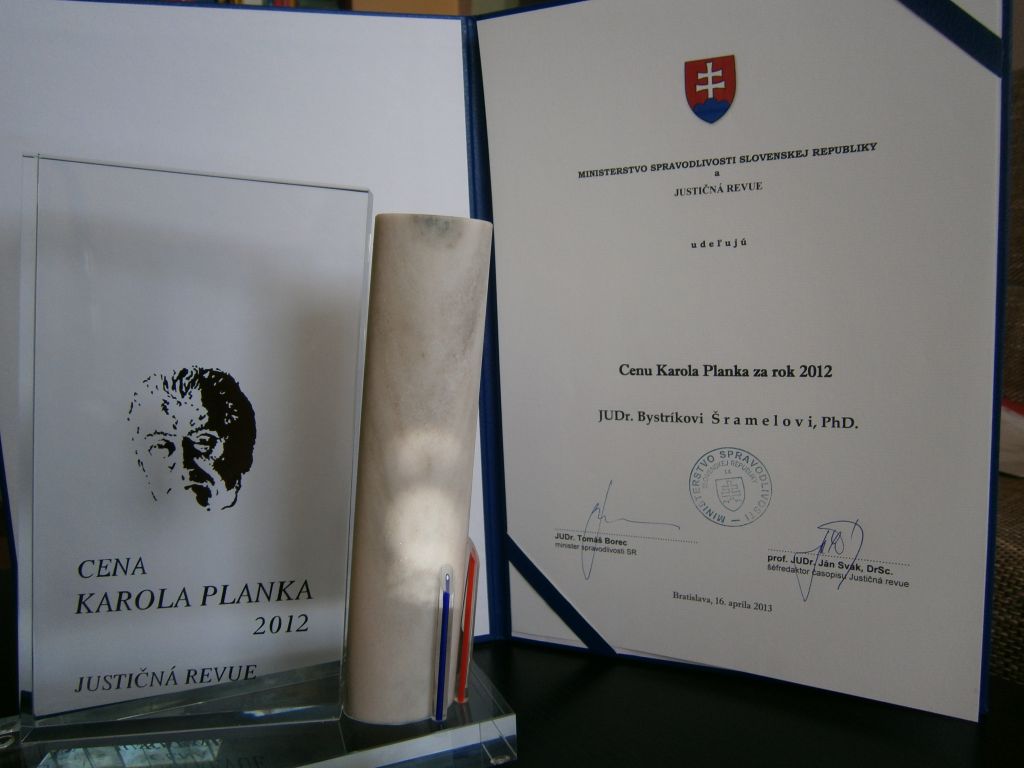 CENA
KAROLA PLANKA
2012
JUSTIČNÁ REVUE
MINISTERSTVO SPRAVODLIVOSTI SLOVENSKEJ REPUBLIKY
a
JUSTIČNÁ REVUE
udeľujú
Cenu Karola Planka za rok 2012
JUDr. Bystríkovi Šramelovi, PhD.
MINISTERSTVO SPRAVODLIVOSTI
SLOVENSKEJ REPUBLIKY
JUDr. Tomáš Borec
minister spravodlivosti SR
prof. JUDr. Ján Svák, DrSc.
šéfredaktor časopisu Justičná revue
Bratislava, 16. apríla 2013